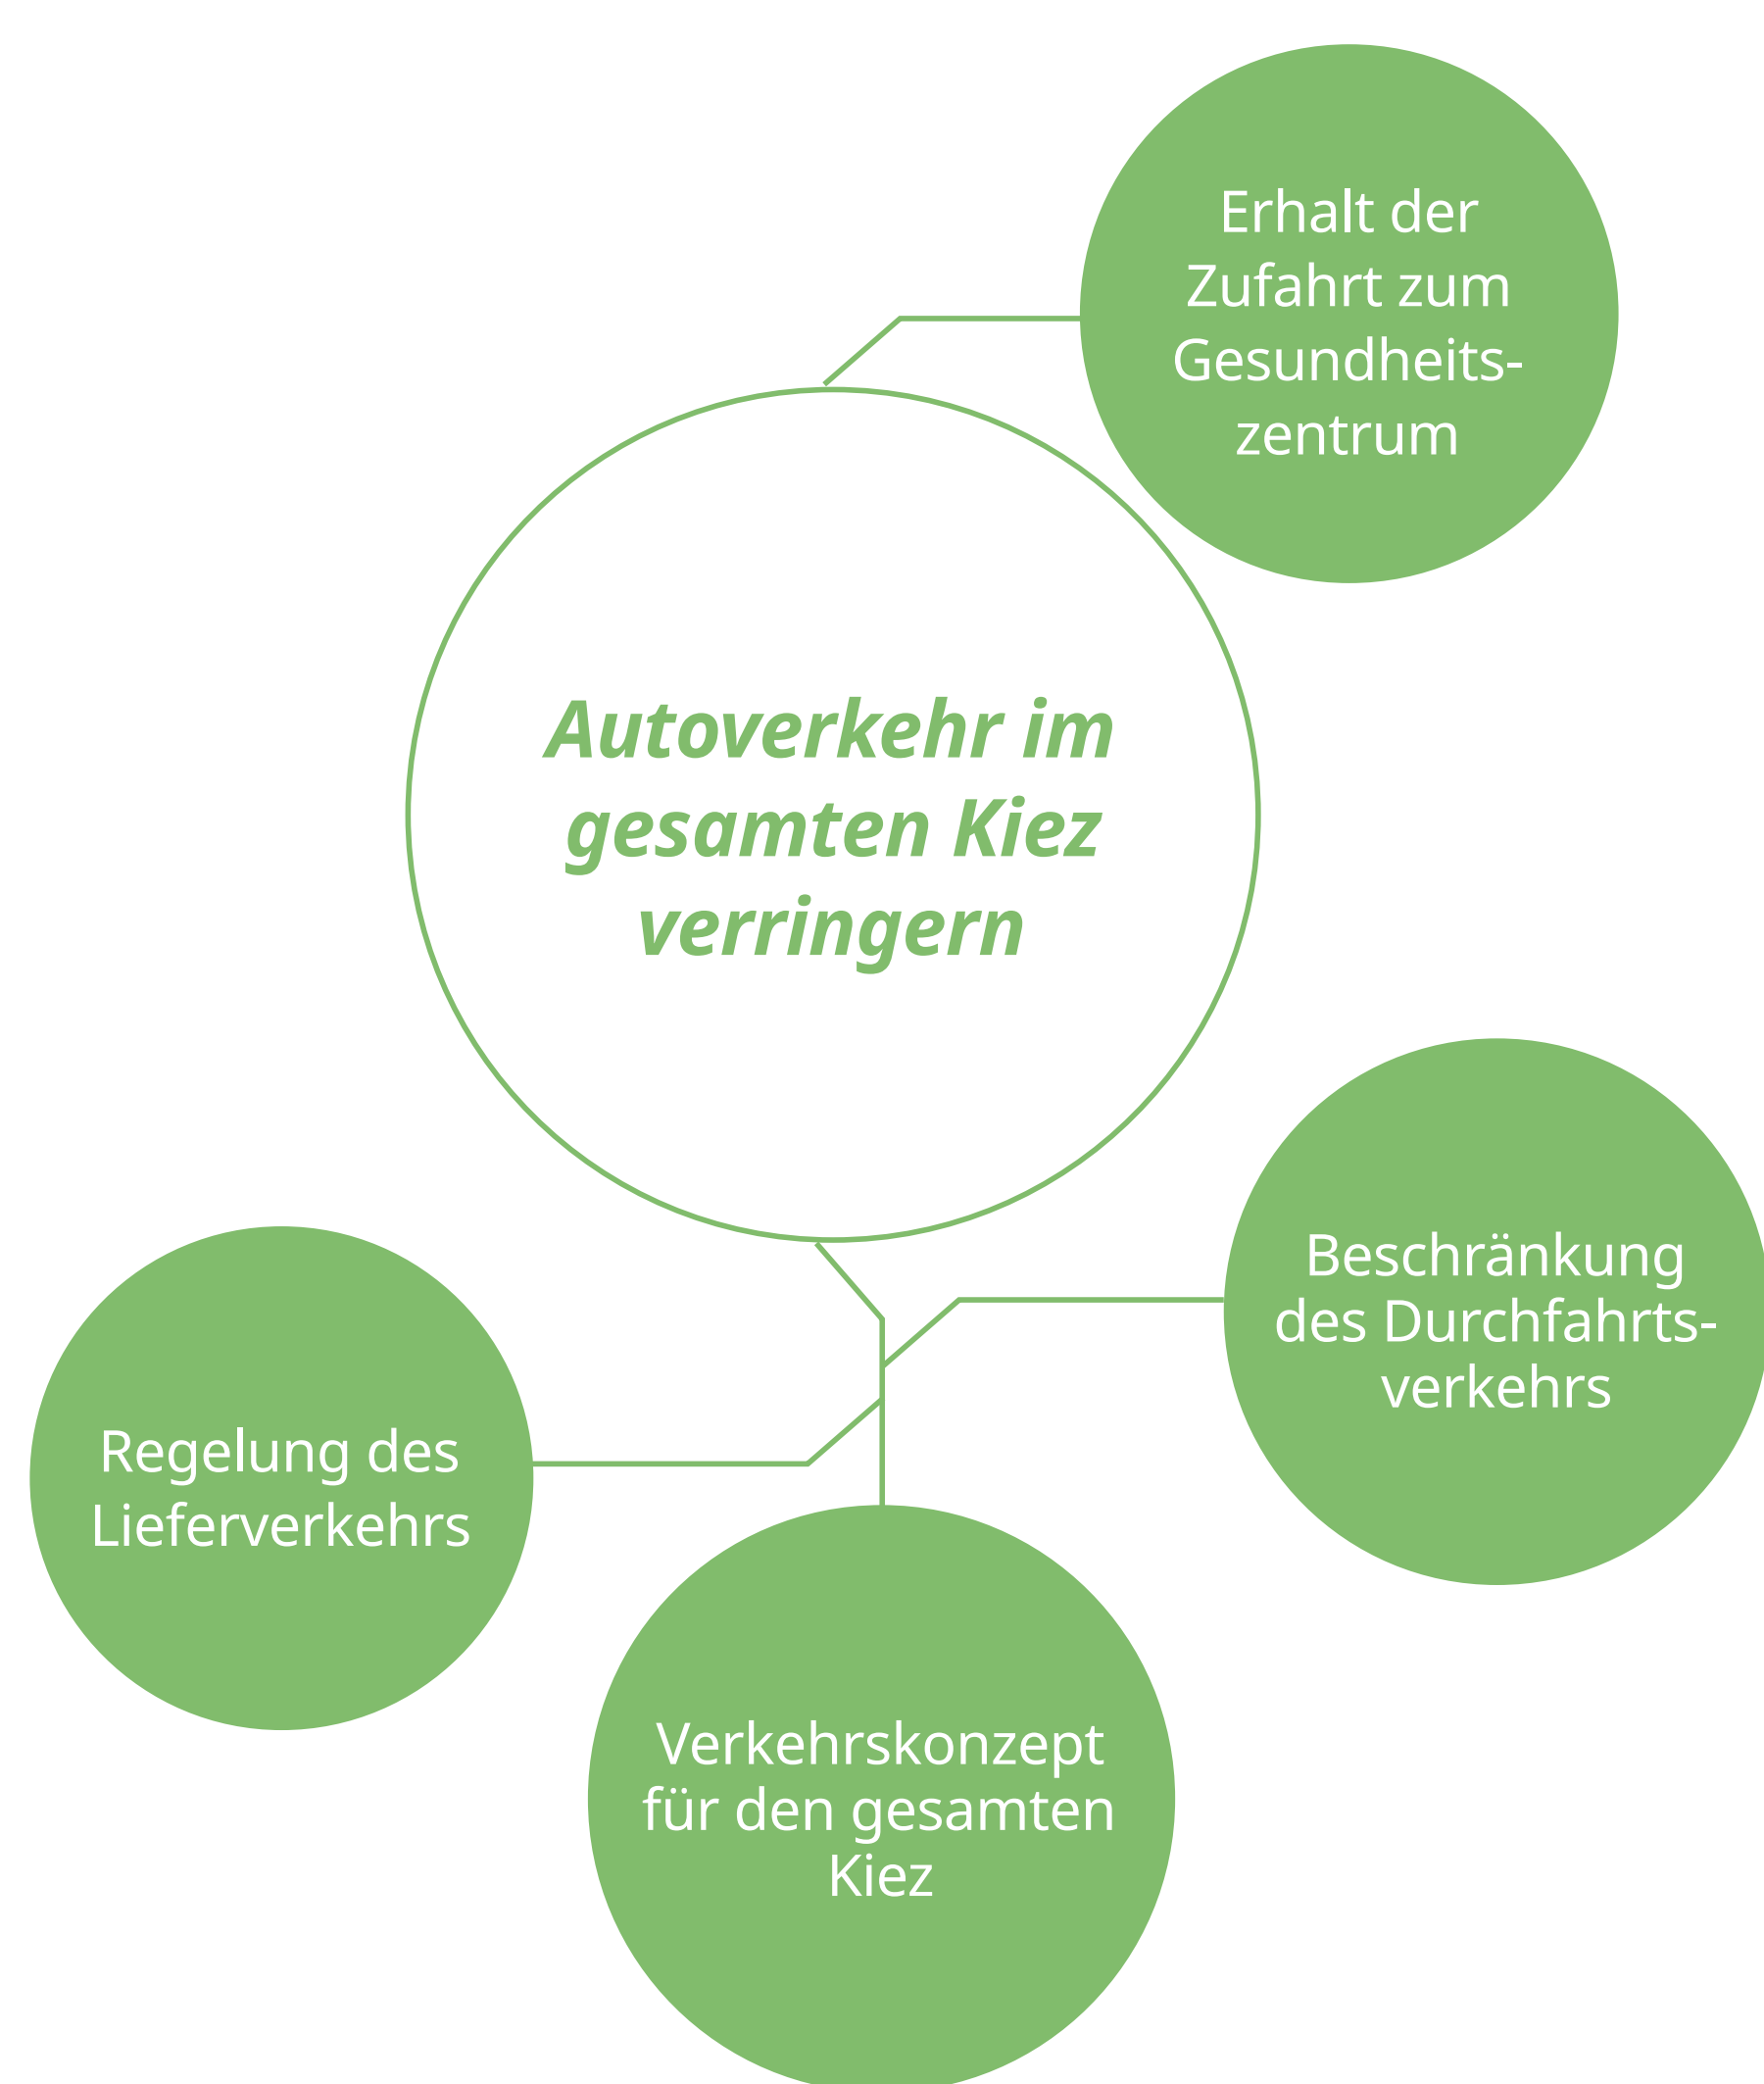 Erhalt der
Zufahrt zum
Gesundheits-
zentrum
Autoverkehr im
gesamten Kiez
verringern
Beschränkung
des Durchfahrts-
verkehrs
Regelung des
Lieferverkehrs
Verkehrskonzept
für den gesamten
Kiez